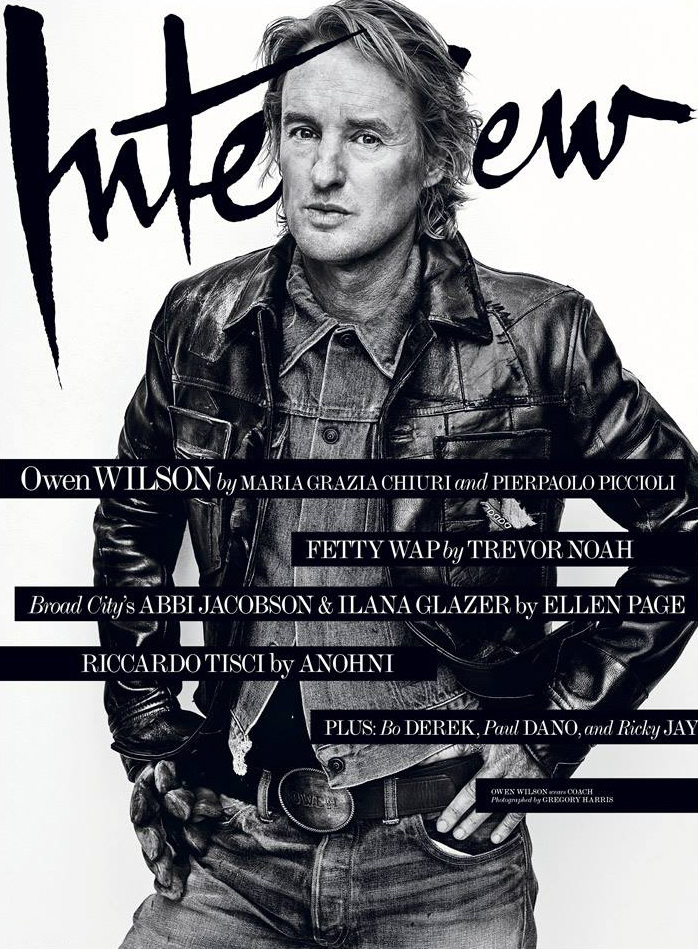 Interview
Owen WILSON by MARIA GRAZIA CHIURI and PIERPAOLO PICCIOLI
FETTY WAP by TREVOR NOAH
Broad City's ABBI JACOBSON & ILANA GLAZER by ELLEN PAGE
RICCARDO TISCI by ANOHNI
PLUS: Bo DEREK, Paul DANO, and Ricky JAY
OWEN WILSON wears COACH
Photographed by GREGORY HARRIS